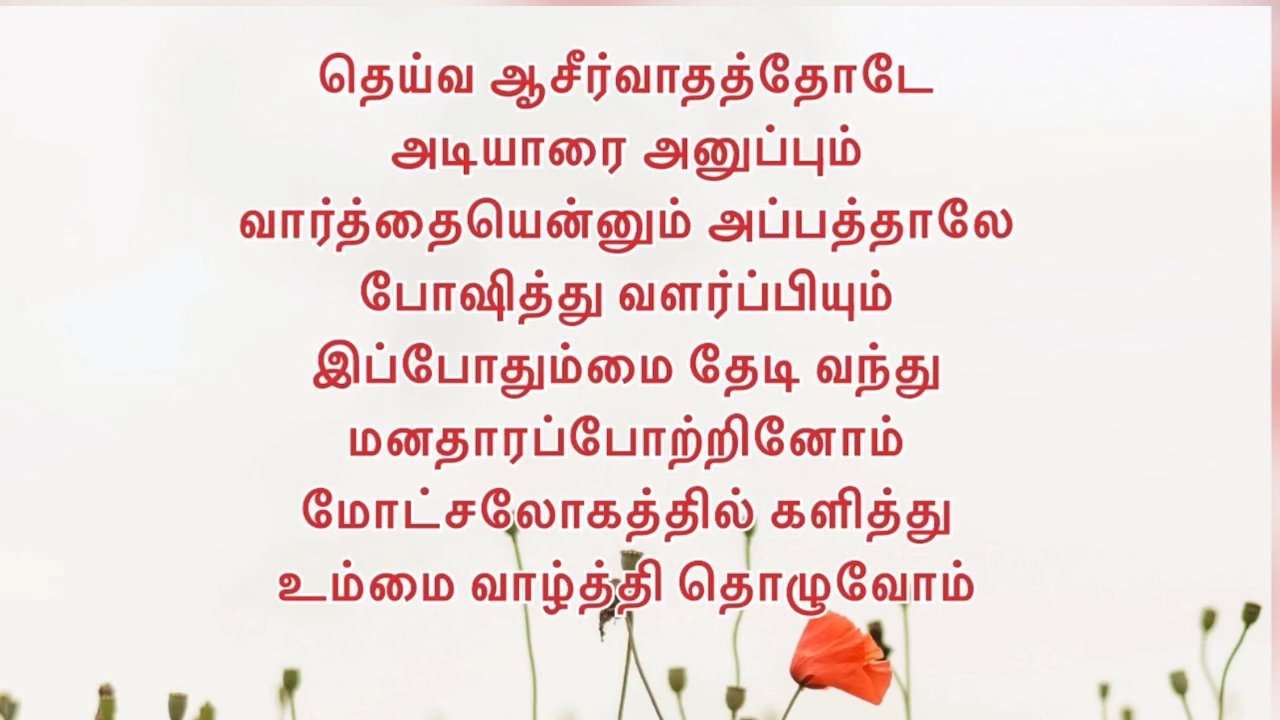 தெய்வ ஆசீர்வாதத்தோடே
அடியாரை அனுப்பும்
வார்த்தையென்னும் அப்பத்தாலே
போஷித்து வளர்ப்பியும்
இப்போதும்மை தேடி வந்து
மனதாரப்போற்றினோம்
மோட்சலோகத்தில் களித்து
உம்மை வாழ்த்தி தொழுவோம்